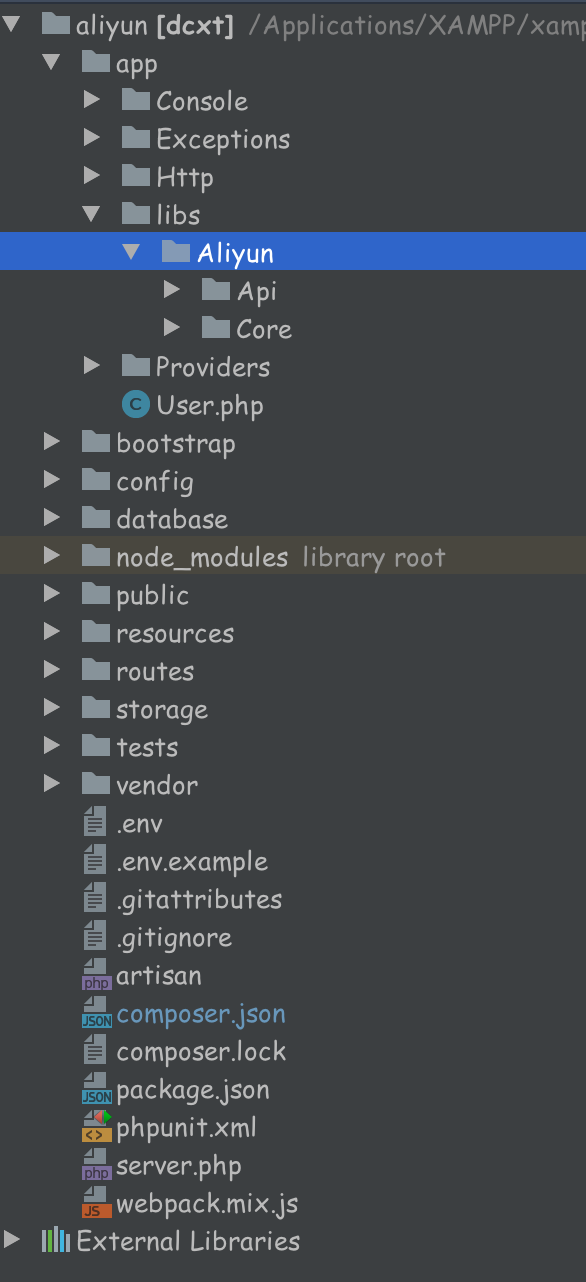 aliyun [dcxt] /Applications/XAMPP/xamp
app
Console
Exceptions
Http
libs
Aliyun
Api
Core
Providers
C User.php
bootstrap
config
database
node_modules library root
public
resources
routes
storage
tests
vendor
.env
.env.example
.gitattributes
.gitignore
php artisan
JSON composer.json
composer.lock
JSON package.json
<> phpunit.xml
php server.php
JS webpack.mix.js
External Libraries